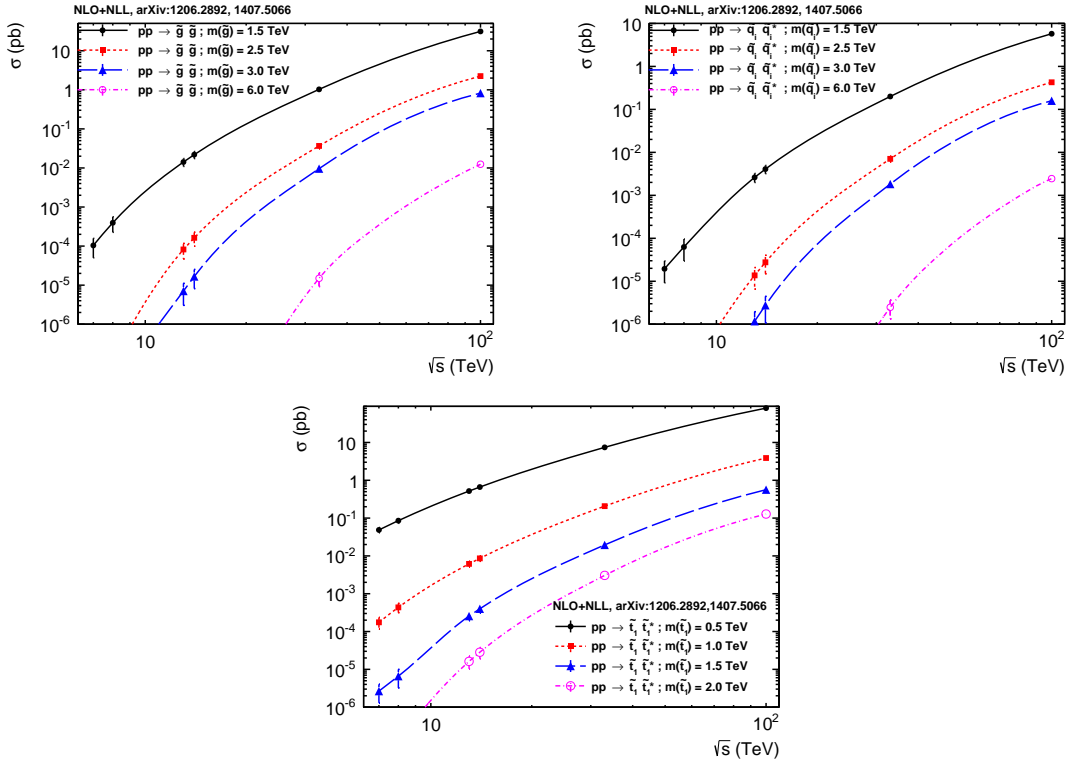 NLO+NLL, arXiv:1206.2892, 1407.5066
σ (pb)
pp → g̃ g̃ ; m(g̃) = 1.5 TeV
pp → g̃ g̃ ; m(g̃) = 2.5 TeV
pp → g̃ g̃ ; m(g̃) = 3.0 TeV
pp → g̃ g̃ ; m(g̃) = 6.0 TeV
10
1
10⁻¹
10⁻²
10⁻³
10⁻⁴
10⁻⁵
10⁻⁶
10
10²
√s (TeV)
NLO+NLL, arXiv:1206.2892, 1407.5066
σ (pb)
pp → q̃ᵢ q̃ᵢ* ; m(q̃ᵢ) = 1.5 TeV
pp → q̃ᵢ q̃ᵢ* ; m(q̃ᵢ) = 2.5 TeV
pp → q̃ᵢ q̃ᵢ* ; m(q̃ᵢ) = 3.0 TeV
pp → q̃ᵢ q̃ᵢ* ; m(q̃ᵢ) = 6.0 TeV
10
1
10⁻¹
10⁻²
10⁻³
10⁻⁴
10⁻⁵
10⁻⁶
10
10²
√s (TeV)
σ (pb)
10
1
10⁻¹
10⁻²
10⁻³
10⁻⁴
10⁻⁵
10⁻⁶
NLO+NLL, arXiv:1206.2892,1407.5066
pp → t̃₁ t̃₁* ; m(t̃₁) = 0.5 TeV
pp → t̃₁ t̃₁* ; m(t̃₁) = 1.0 TeV
pp → t̃₁ t̃₁* ; m(t̃₁) = 1.5 TeV
pp → t̃₁ t̃₁* ; m(t̃₁) = 2.0 TeV
10
10²
√s (TeV)